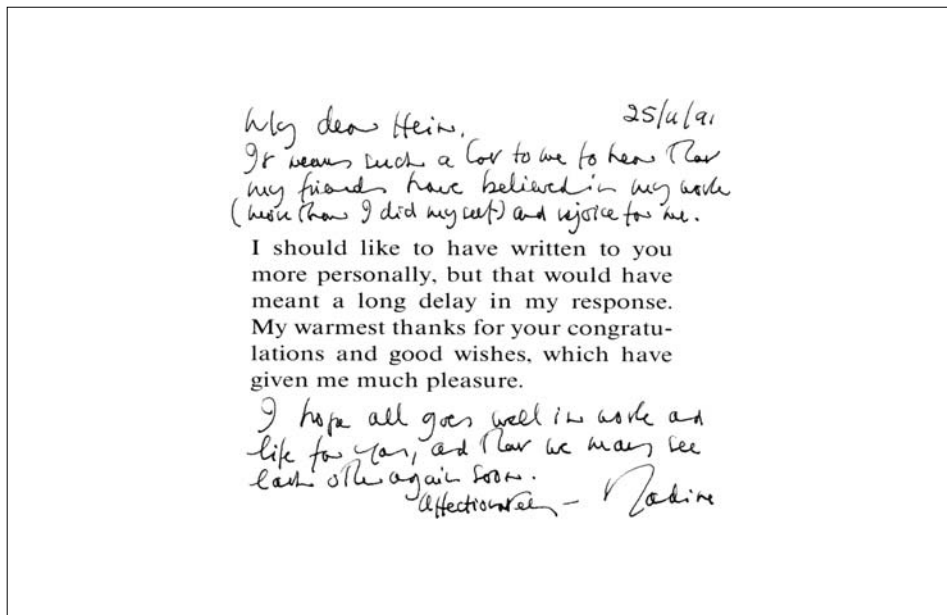 My dear Hein, 25/11/91
It means such a lot to me to hear that
my friends have believed in my work
(more than I did myself) and rejoice for me.
I should like to have written to you
more personally, but that would have
meant a long delay in my response.
My warmest thanks for your congratu-
lations and good wishes, which have
given me much pleasure.
I hope all goes well in work and
life for you, and that we may see
each other again soon.
Affectionately – Nadine